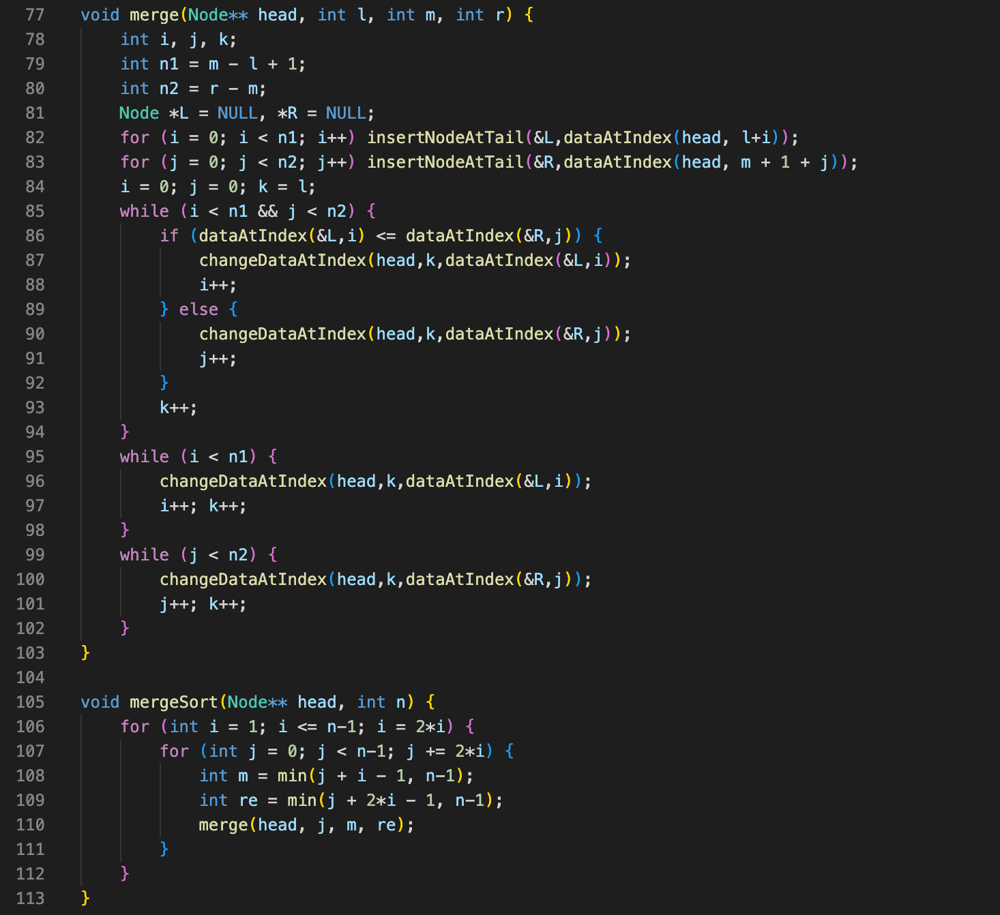 77 void merge(Node** head, int l, int m, int r) {
78 int i, j, k;
79 int n1 = m - l + 1;
80 int n2 = r - m;
81 Node *L = NULL, *R = NULL;
82 for (i = 0; i < n1; i++) insertNodeAtTail(&L,dataAtIndex(head, l+i));
83 for (j = 0; j < n2; j++) insertNodeAtTail(&R,dataAtIndex(head, m + 1 + j));
84 i = 0; j = 0; k = l;
85 while (i < n1 && j < n2) {
86 if (dataAtIndex(&L,i) <= dataAtIndex(&R,j)) {
87 changeDataAtIndex(head,k,dataAtIndex(&L,i));
88 i++;
89 } else {
90 changeDataAtIndex(head,k,dataAtIndex(&R,j));
91 j++;
92 }
93 k++;
94 }
95 while (i < n1) {
96 changeDataAtIndex(head,k,dataAtIndex(&L,i));
97 i++; k++;
98 }
99 while (j < n2) {
100 changeDataAtIndex(head,k,dataAtIndex(&R,j));
101 j++; k++;
102 }
103 }
104
105 void mergeSort(Node** head, int n) {
106 for (int i = 1; i <= n-1; i = 2*i) {
107 for (int j = 0; j < n-1; j += 2*i) {
108 int m = min(j + i - 1, n-1);
109 int re = min(j + 2*i - 1, n-1);
110 merge(head, j, m, re);
111 }
112 }
113 }